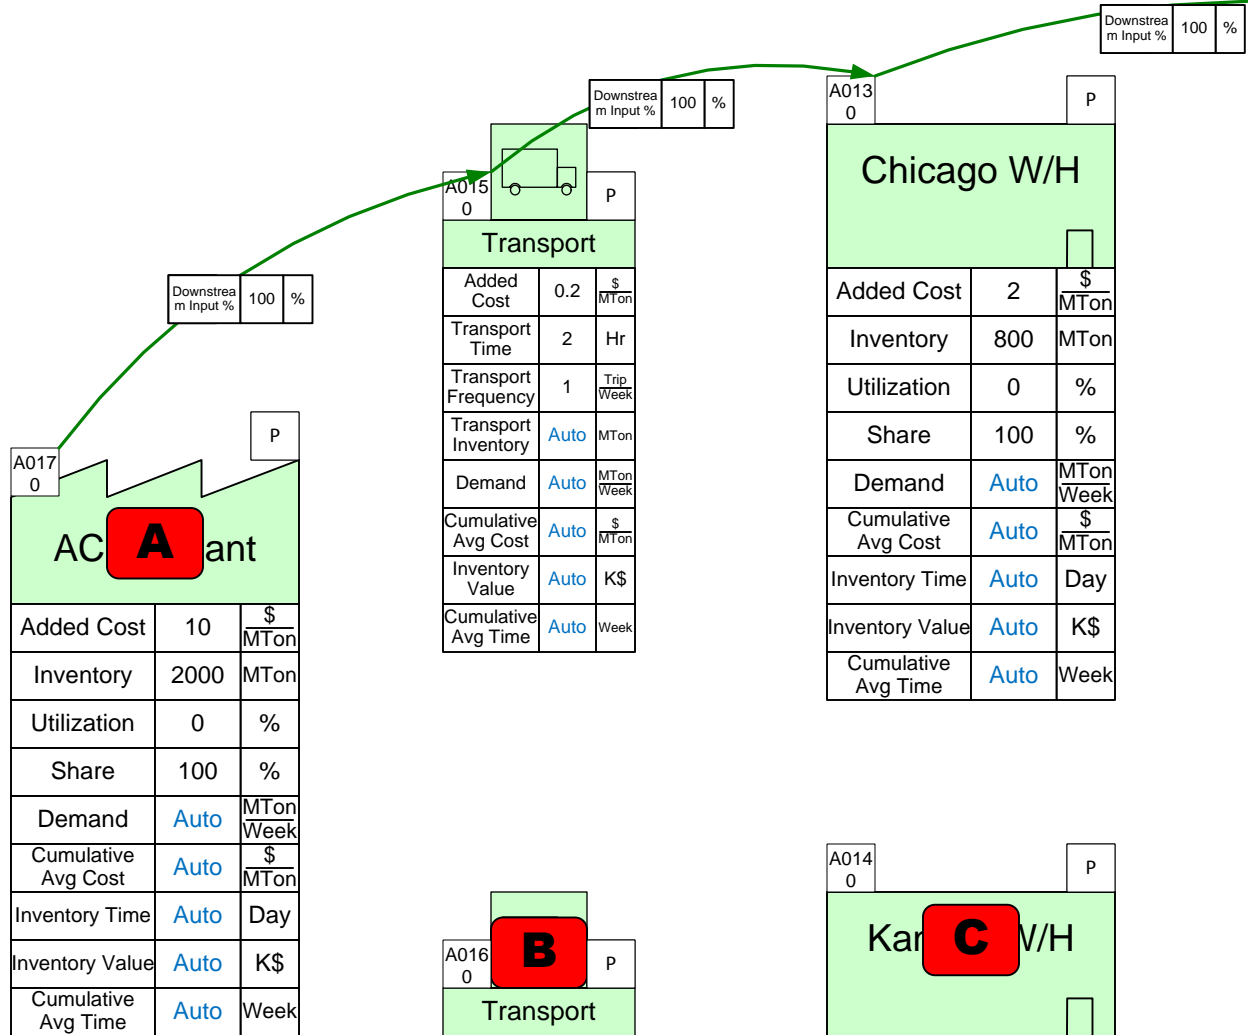 Downstrea
m Input %
100
%
Downstrea
m Input %
100
%
Downstrea
m Input %
100
%
A017
0
P
AC
A
ant
Added Cost
10
$
MTon
Inventory
2000
MTon
Utilization
0
%
Share
100
%
Demand
Auto
MTon
Week
Cumulative
Avg Cost
Auto
$
MTon
Inventory Time
Auto
Day
Inventory Value
Auto
K$
Cumulative
Avg Time
Auto
Week
A015
0
P
Transport
Added
Cost
0.2
$
MTon
Transport
Time
2
Hr
Transport
Frequency
1
Trip
Week
Transport
Inventory
Auto
MTon
Demand
Auto
MTon
Week
Cumulative
Avg Cost
Auto
$
MTon
Inventory
Value
Auto
K$
Cumulative
Avg Time
Auto
Week
A013
0
P
Chicago W/H
Added Cost
2
$
MTon
Inventory
800
MTon
Utilization
0
%
Share
100
%
Demand
Auto
MTon
Week
Cumulative
Avg Cost
Auto
$
MTon
Inventory Time
Auto
Day
Inventory Value
Auto
K$
Cumulative
Avg Time
Auto
Week
A016
0
B
P
Transport
A014
0
P
Kar
C
W/H